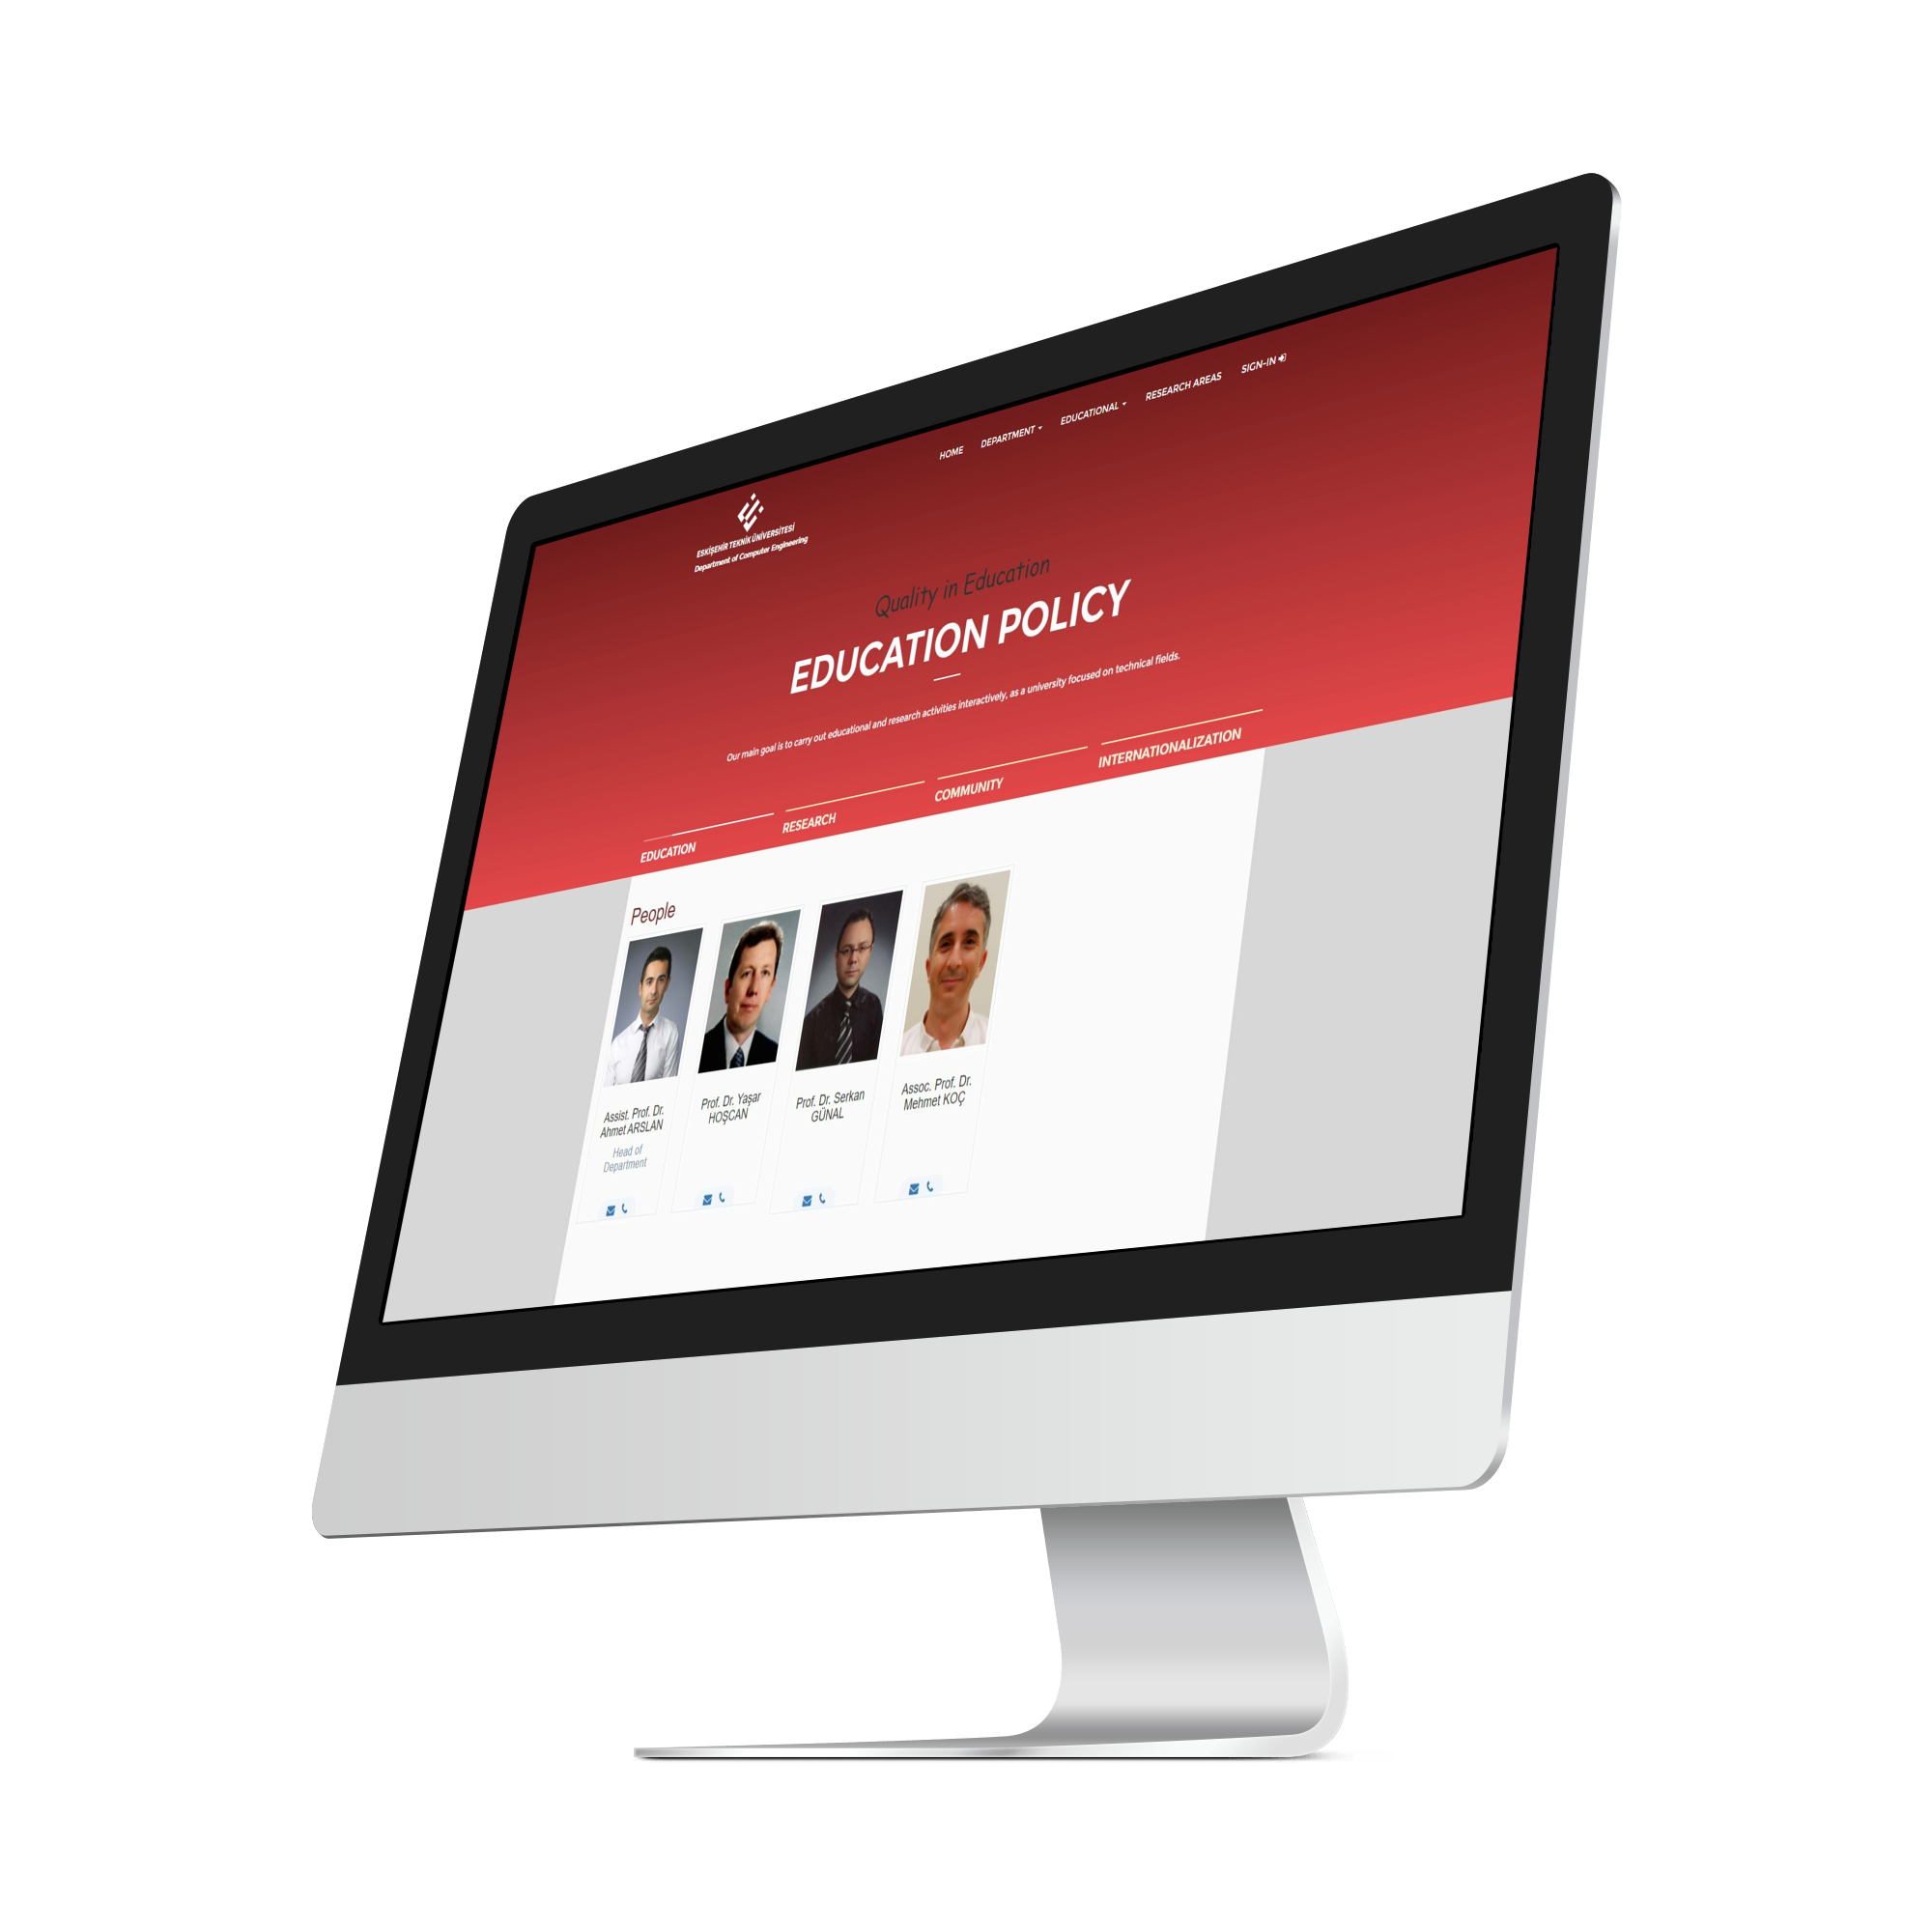 HOME
DEPARTMENT
EDUCATIONAL
RESEARCH AREAS
SIGN-IN
ESKİŞEHİR TEKNİK ÜNİVERSİTESİ
Department of Computer Engineering
Quality in Education
EDUCATION POLICY
Our main goal is to carry out educational and research activities interactively, as a university focused on technical fields.
EDUCATION
RESEARCH
COMMUNITY
INTERNATIONALIZATION
People
Assist. Prof. Dr.
Ahmet ARSLAN
Head of
Department
Prof. Dr. Yaşar
HOŞCAN
Prof. Dr. Serkan
GÜNAL
Assoc. Prof. Dr.
Mehmet KOÇ